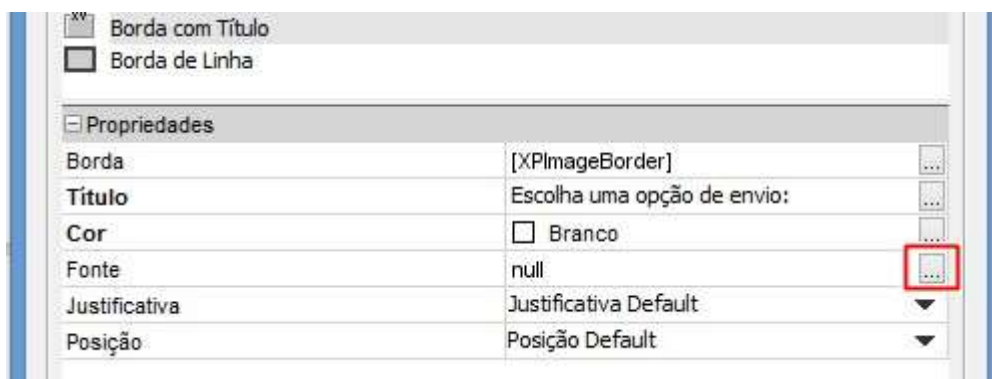 Borda com Título
Borda de Linha
Propriedades
Borda [XPImageBorder] ...
Título Escolha uma opção de envio: ...
Cor Branco ...
Fonte null ...
Justificativa Justificativa Default
Posição Posição Default